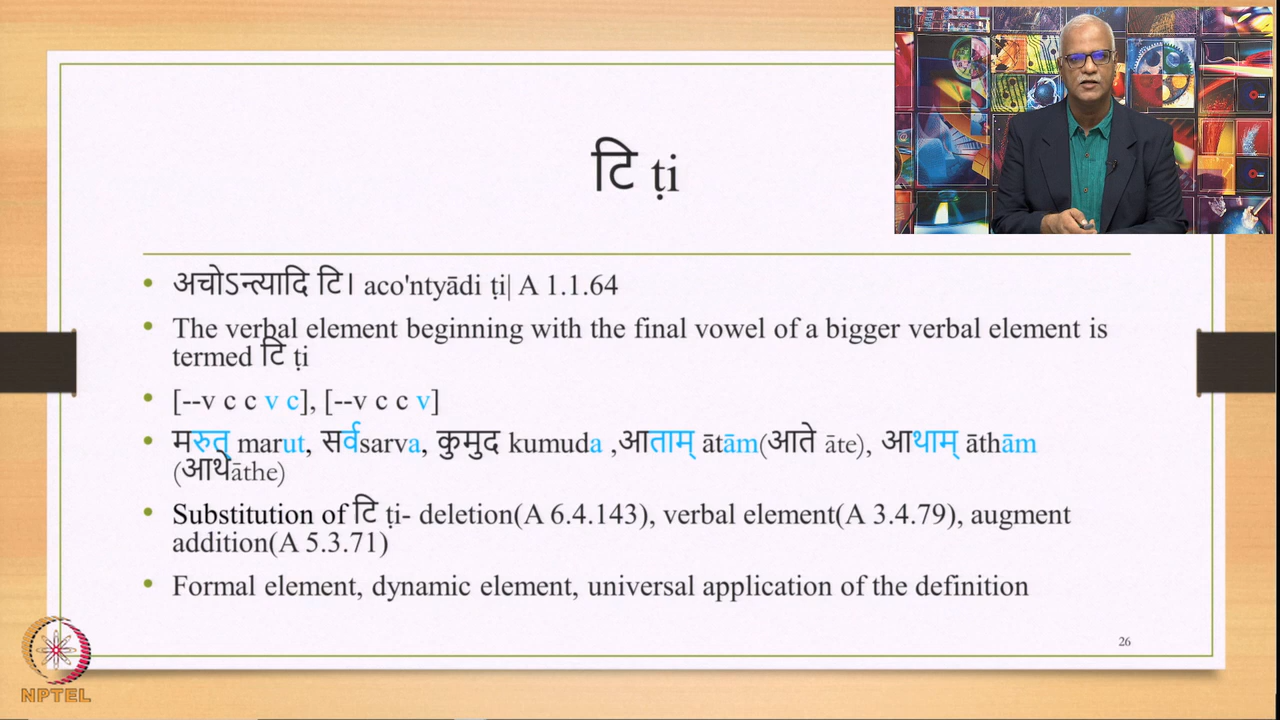 टि ṭi
अचोऽन्त्यादि टि। aco'ntyādi ṭi| A 1.1.64
The verbal element beginning with the final vowel of a bigger verbal element is
termed टि ṭi
[--v c c v c], [--v c c v]
मरुत् marut, सर्वsarva, कुमुद kumuda ,आताम् ātām(आते āte), आथाम् āthām
(आथेāthe)
Substitution of टि ṭi- deletion(A 6.4.143), verbal element(A 3.4.79), augment
addition(A 5.3.71)
Formal element, dynamic element, universal application of the definition
26
NPTEL